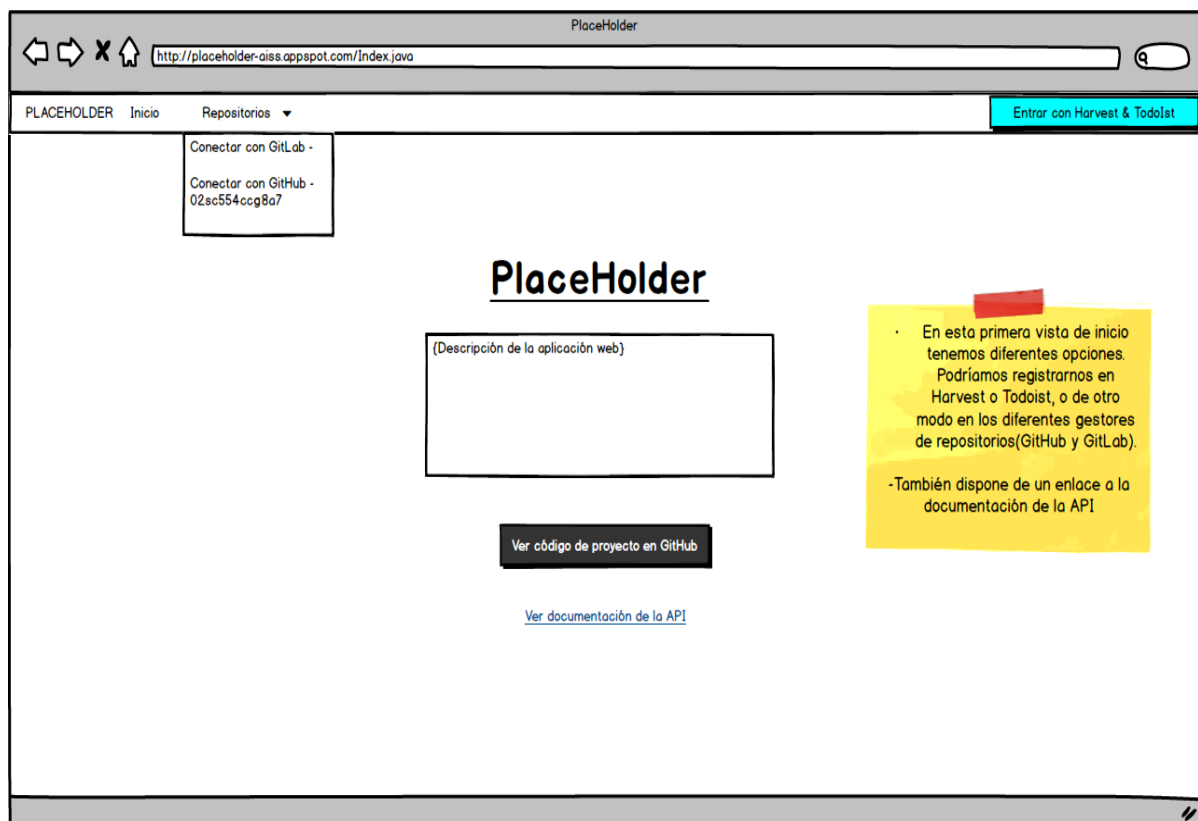 PlaceHolder
http://placeholder-aiss.appspot.com/Index.java
PLACEHOLDER Inicio Repositorios Entrar con Harvest & TodoIst
Conectar con GitLab -
Conectar con GitHub -
02sc554ccg8a7
PlaceHolder
{Descripción de la aplicación web}
· En esta primera vista de inicio
tenemos diferentes opciones.
Podríamos registrarnos en
Harvest o Todoist, o de otro
modo en los diferentes gestores
de repositorios(GitHub y GitLab).
-También dispone de un enlace a la
documentación de la API
Ver código de proyecto en GitHub
Ver documentación de la API